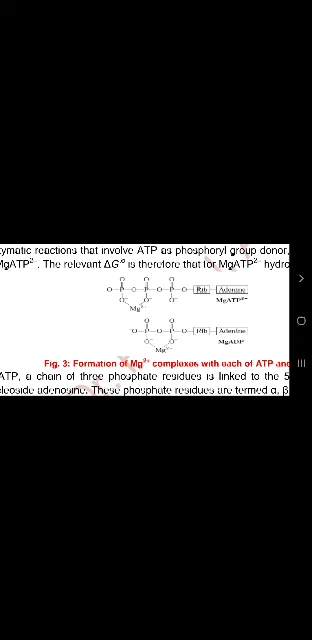 zymatic reactions that involve ATP as phosphoryl group donor,
MgATP²⁻. The relevant ΔG'° is therefore that for MgATP²⁻ hydro
O O O
⁻O—P—O—P—O—P—O—Rib—Adenine
O⁻ O⁻ O⁻ MgATP²⁻
Mg²⁺
O O
⁻O—P—O—P—O—Rib—Adenine
O⁻ O⁻ MgADP⁻
Mg²⁺
Fig. 3: Formation of Mg²⁺ complexes with each of ATP and
ATP, a chain of three phosphate residues is linked to the 5
leoside adenosine. These phosphate residues are termed α, β